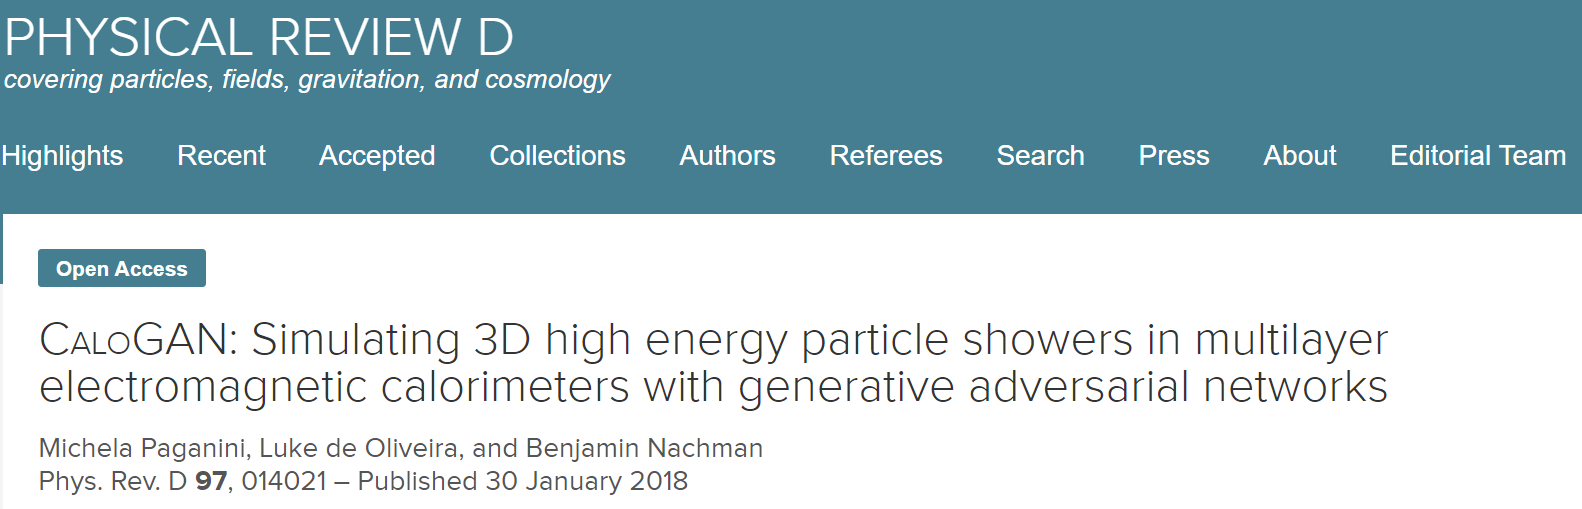 PHYSICAL REVIEW D
covering particles, fields, gravitation, and cosmology
Highlights Recent Accepted Collections Authors Referees Search Press About Editorial Team
Open Access
CALOGAN: Simulating 3D high energy particle showers in multilayer
electromagnetic calorimeters with generative adversarial networks
Michela Paganini, Luke de Oliveira, and Benjamin Nachman
Phys. Rev. D 97, 014021 – Published 30 January 2018